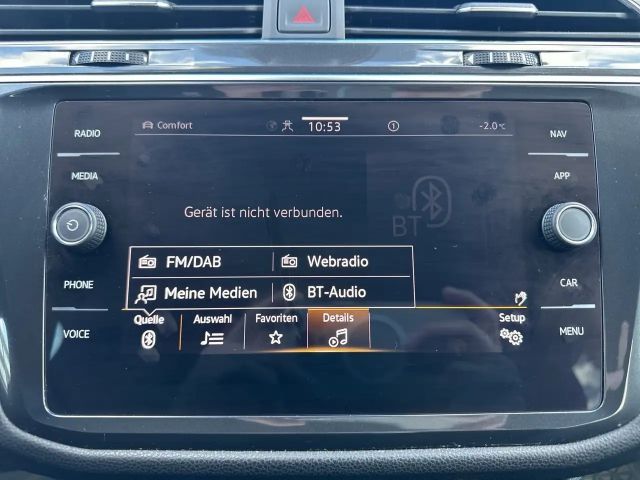 RADIO
MEDIA
PHONE
VOICE
Comfort
10:53
-2.0°C
Gerät ist nicht verbunden.
BT
FM/DAB
Webradio
Meine Medien
BT-Audio
Quelle
Auswahl
Favoriten
Details
Setup
NAV
APP
CAR
MENU